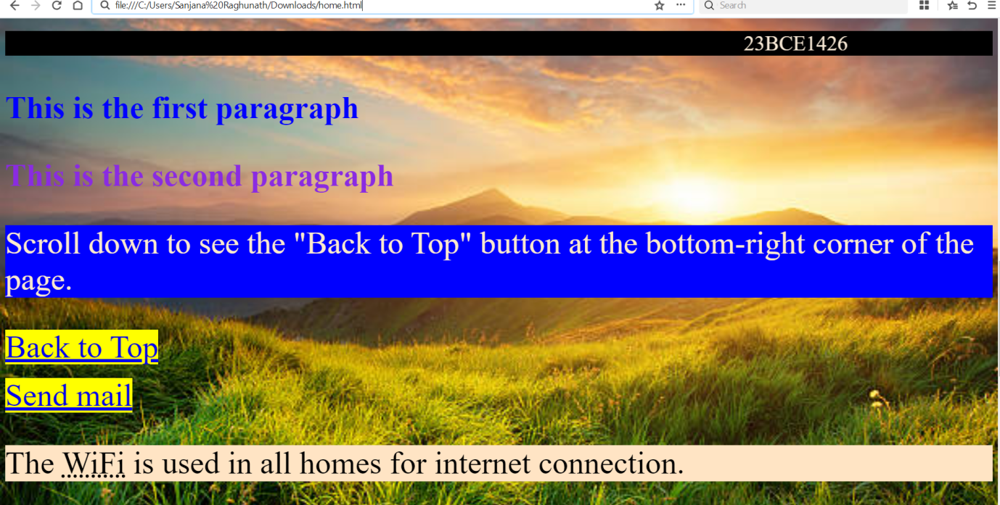 file:///C:/Users/Sanjana%20Raghunath/Downloads/home.html
Search
23BCE1426
This is the first paragraph
This is the second paragraph
Scroll down to see the "Back to Top" button at the bottom-right corner of the
page.
Back to Top
Send mail
The WiFi is used in all homes for internet connection.